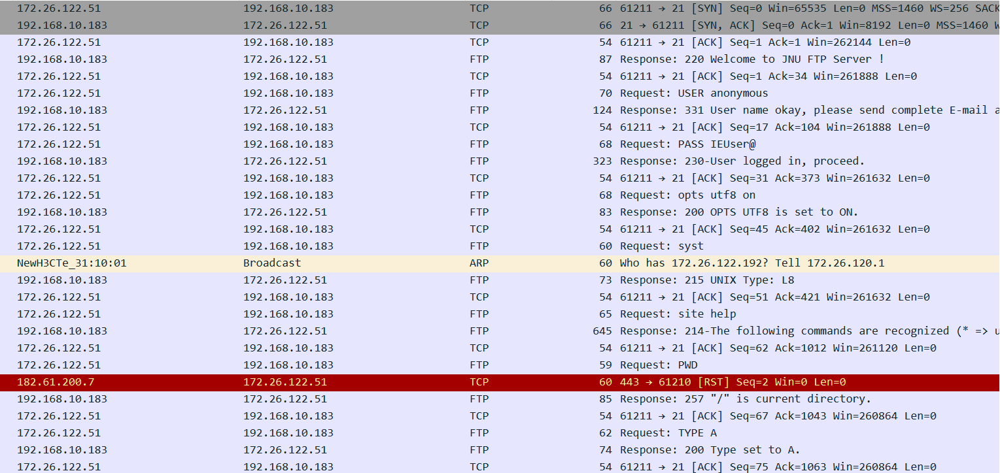 172.26.122.51 192.168.10.183 TCP 66 61211 → 21 [SYN] Seq=0 Win=65535 Len=0 MSS=1460 WS=256 SACK
192.168.10.183 172.26.122.51 TCP 66 21 → 61211 [SYN, ACK] Seq=0 Ack=1 Win=8192 Len=0 MSS=1460 W
172.26.122.51 192.168.10.183 TCP 54 61211 → 21 [ACK] Seq=1 Ack=1 Win=262144 Len=0
192.168.10.183 172.26.122.51 FTP 87 Response: 220 Welcome to JNU FTP Server !
172.26.122.51 192.168.10.183 TCP 54 61211 → 21 [ACK] Seq=1 Ack=34 Win=261888 Len=0
172.26.122.51 192.168.10.183 FTP 70 Request: USER anonymous
192.168.10.183 172.26.122.51 FTP 124 Response: 331 User name okay, please send complete E-mail a
172.26.122.51 192.168.10.183 TCP 54 61211 → 21 [ACK] Seq=17 Ack=104 Win=261888 Len=0
172.26.122.51 192.168.10.183 FTP 68 Request: PASS IEUser@
192.168.10.183 172.26.122.51 FTP 323 Response: 230-User logged in, proceed.
172.26.122.51 192.168.10.183 TCP 54 61211 → 21 [ACK] Seq=31 Ack=373 Win=261632 Len=0
172.26.122.51 192.168.10.183 FTP 68 Request: opts utf8 on
192.168.10.183 172.26.122.51 FTP 83 Response: 200 OPTS UTF8 is set to ON.
172.26.122.51 192.168.10.183 TCP 54 61211 → 21 [ACK] Seq=45 Ack=402 Win=261632 Len=0
172.26.122.51 192.168.10.183 FTP 60 Request: syst
NewH3CTe_31:10:01 Broadcast ARP 60 Who has 172.26.122.192? Tell 172.26.120.1
192.168.10.183 172.26.122.51 FTP 73 Response: 215 UNIX Type: L8
172.26.122.51 192.168.10.183 TCP 54 61211 → 21 [ACK] Seq=51 Ack=421 Win=261632 Len=0
172.26.122.51 192.168.10.183 FTP 65 Request: site help
192.168.10.183 172.26.122.51 FTP 645 Response: 214-The following commands are recognized (* => u
172.26.122.51 192.168.10.183 TCP 54 61211 → 21 [ACK] Seq=62 Ack=1012 Win=261120 Len=0
172.26.122.51 192.168.10.183 FTP 59 Request: PWD
182.61.200.7 172.26.122.51 TCP 60 443 → 61210 [RST] Seq=2 Win=0 Len=0
192.168.10.183 172.26.122.51 FTP 85 Response: 257 "/" is current directory.
172.26.122.51 192.168.10.183 TCP 54 61211 → 21 [ACK] Seq=67 Ack=1043 Win=260864 Len=0
172.26.122.51 192.168.10.183 FTP 62 Request: TYPE A
192.168.10.183 172.26.122.51 FTP 74 Response: 200 Type set to A.
172.26.122.51 192.168.10.183 TCP 54 61211 → 21 [ACK] Seq=75 Ack=1063 Win=260864 Len=0